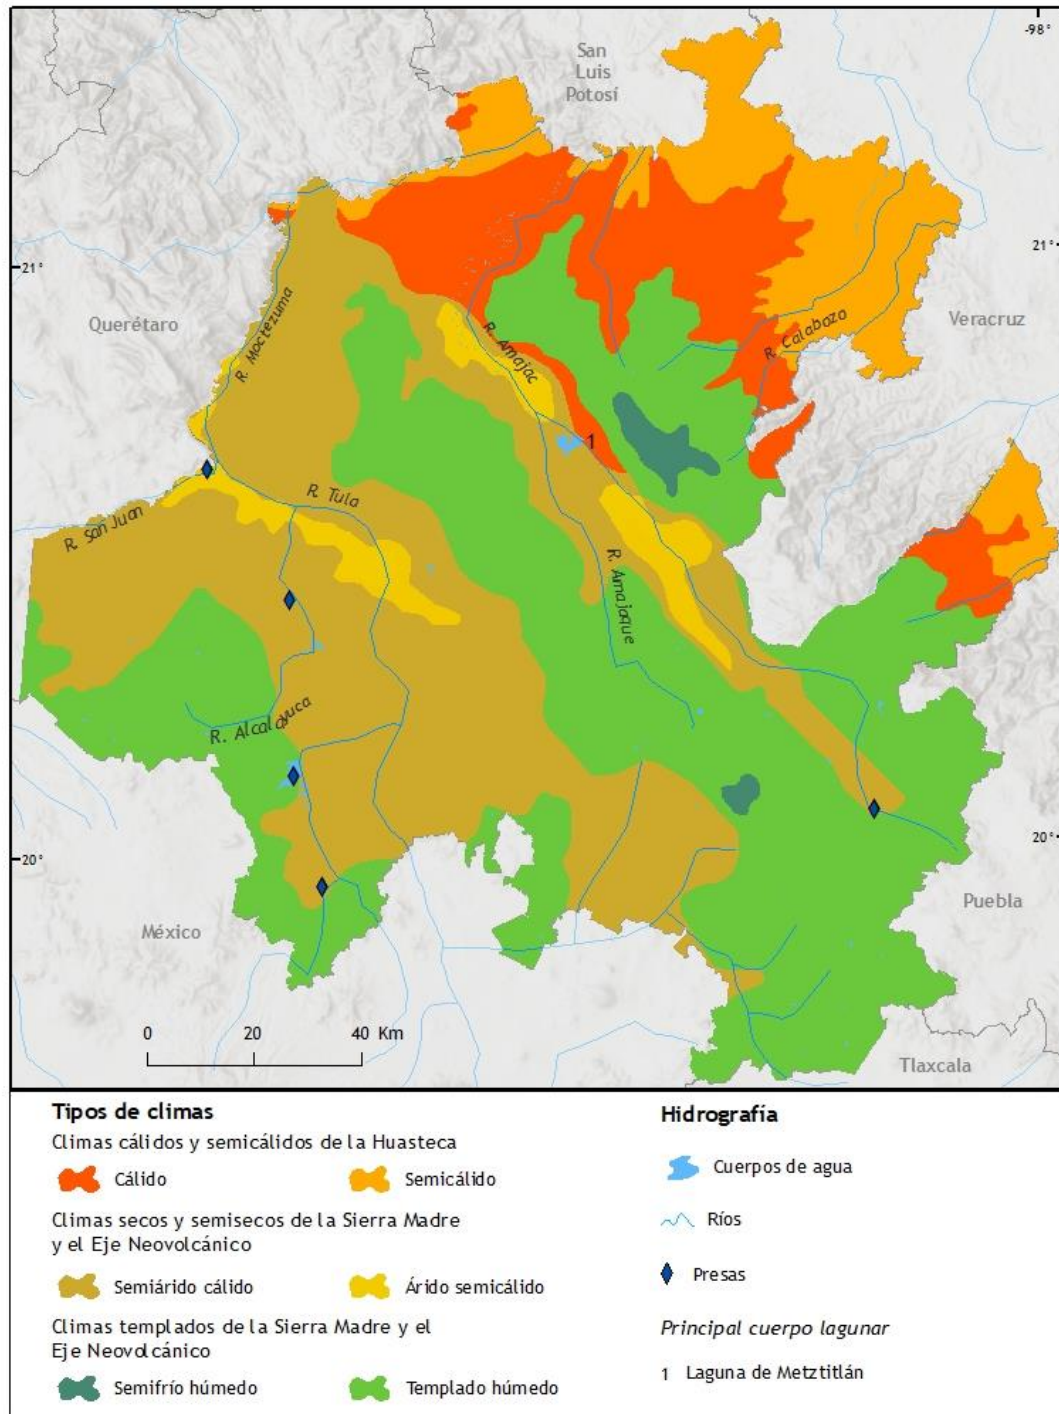 -98°
San
Luis
Potosí
21°
21°
Querétaro
Veracruz
R. Moctezuma
R. Amajac
R. Calabozo
1
R. Tula
R. San Juan
R. Amajaque
R. Alcalayuca
20°
20°
México
Puebla
0 20 40 Km
Tlaxcala
Tipos de climas
Climas cálidos y semicálidos de la Huasteca
Cálido
Semicálido
Climas secos y semisecos de la Sierra Madre
y el Eje Neovolcánico
Semiárido cálido
Árido semicálido
Climas templados de la Sierra Madre y el
Eje Neovolcánico
Semifrío húmedo
Templado húmedo
Hidrografía
Cuerpos de agua
Ríos
Presas
Principal cuerpo lagunar
1 Laguna de Metztitlán